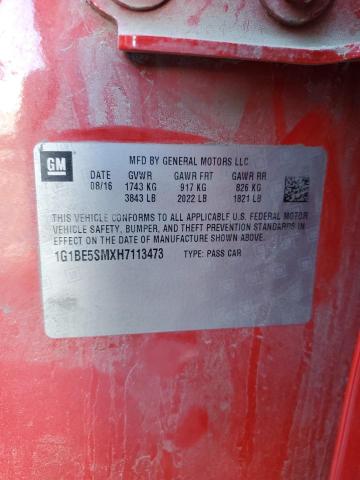 GM
MFD BY GENERAL MOTORS LLC
DATE GVWR GAWR FRT GAWR RR
08/16 1743 KG 917 KG 826 KG
3843 LB 2022 LB 1821 LB
THIS VEHICLE CONFORMS TO ALL APPLICABLE U.S. FEDERAL MOTOR
VEHICLE SAFETY, BUMPER, AND THEFT PREVENTION STANDARDS
IN EFFECT ON THE DATE OF MANUFACTURE SHOWN ABOVE.
1G1BE5SMXH7113473 TYPE: PASS CAR